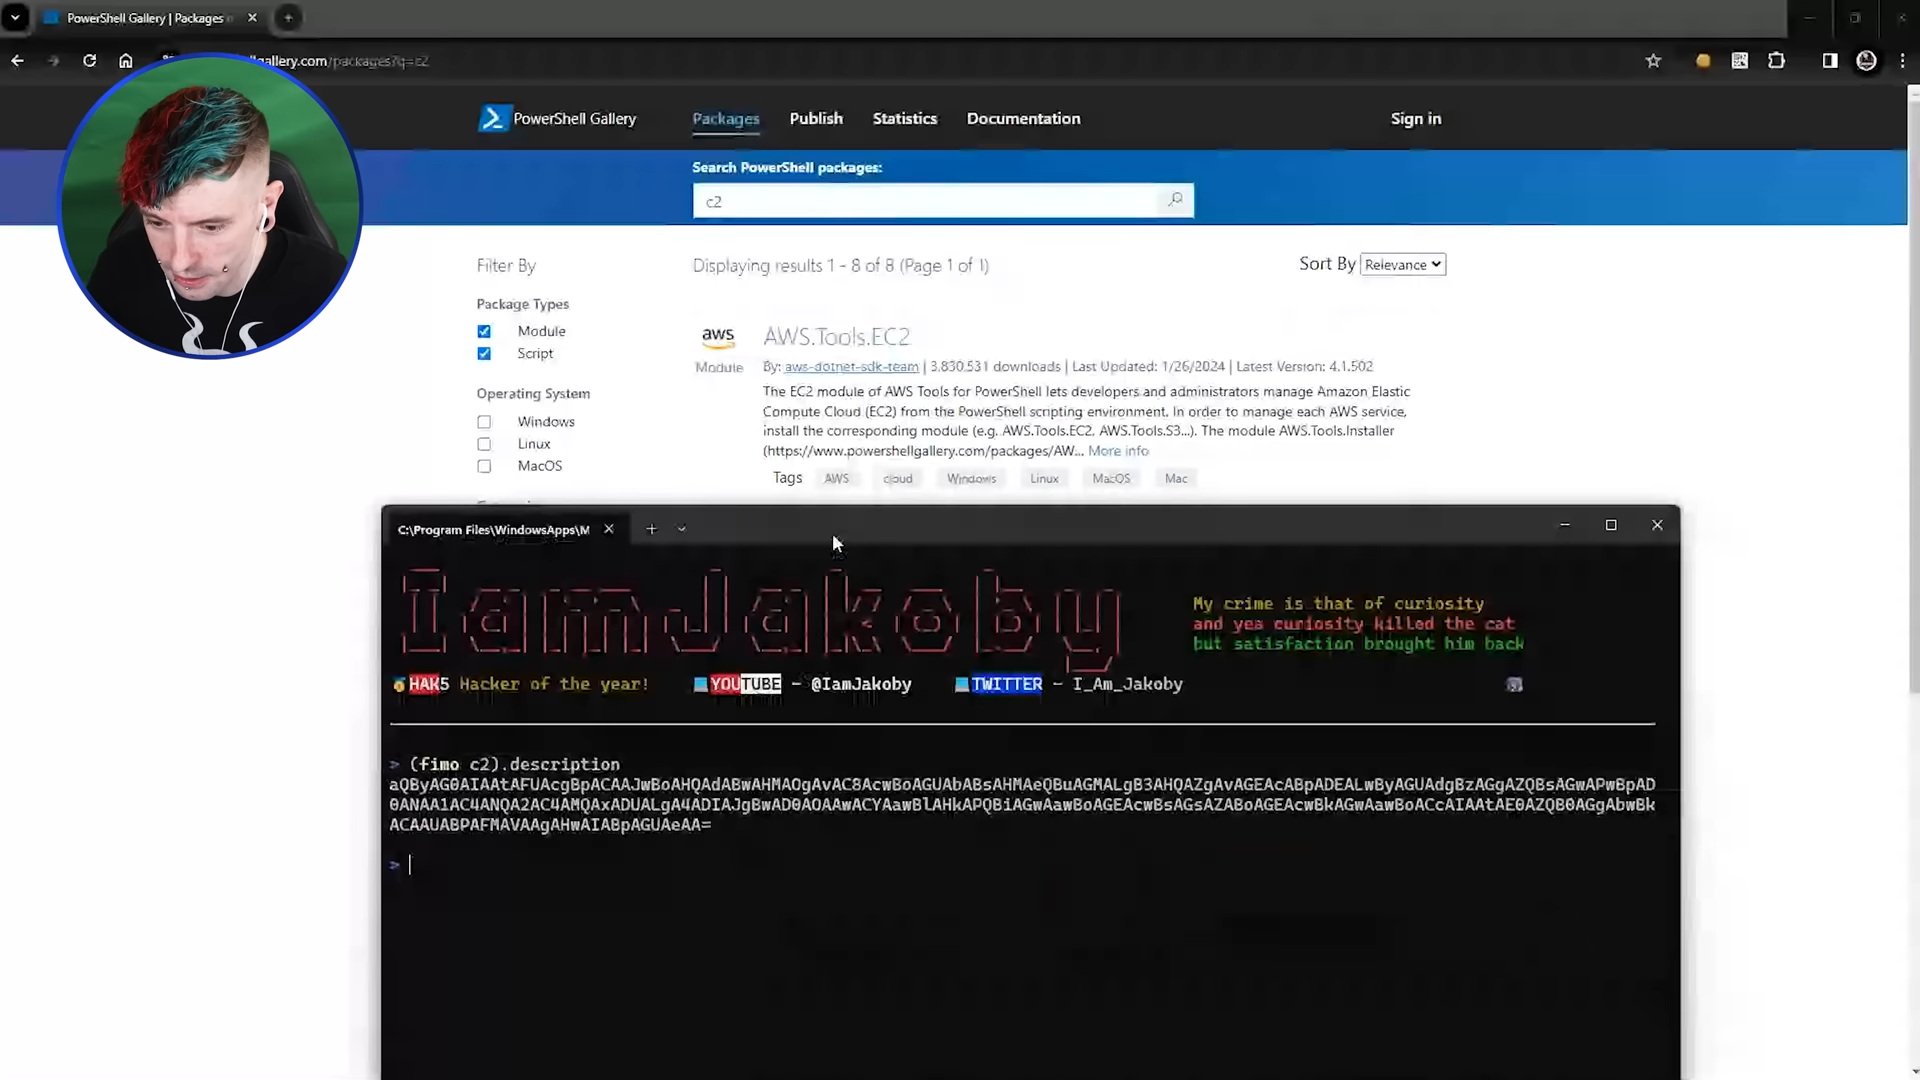 PowerShell Gallery | Packages
gallery.com/packages?q=c2
PowerShell Gallery
Packages
Publish
Statistics
Documentation
Sign in
Search PowerShell packages:
c2
Filter By
Displaying results 1 - 8 of 8 (Page 1 of 1)
Sort By Relevance
Package Types
Module
Script
Operating System
Windows
Linux
MacOS
aws
Module
AWS.Tools.EC2
By: aws-dotnet-sdk-team | 3,830,531 downloads | Last Updated: 1/26/2024 | Latest Version: 4.1.502
The EC2 module of AWS Tools for PowerShell lets developers and administrators manage Amazon Elastic
Compute Cloud (EC2) from the PowerShell scripting environment. In order to manage each AWS service,
install the corresponding module (e.g. AWS.Tools.EC2, AWS.Tools.S3...). The module AWS.Tools.Installer
(https://www.powershellgallery.com/packages/AW... More info
Tags AWS cloud Windows Linux MacOS Mac
C:\Program Files\WindowsApps\M
IamJakoby
My crime is that of curiosity
and yea curiosity killed the cat
but satisfaction brought him back
HAK5 Hacker of the year! YOUTUBE - @IamJakoby TWITTER - I_Am_Jakoby
> (fimo c2).description
>